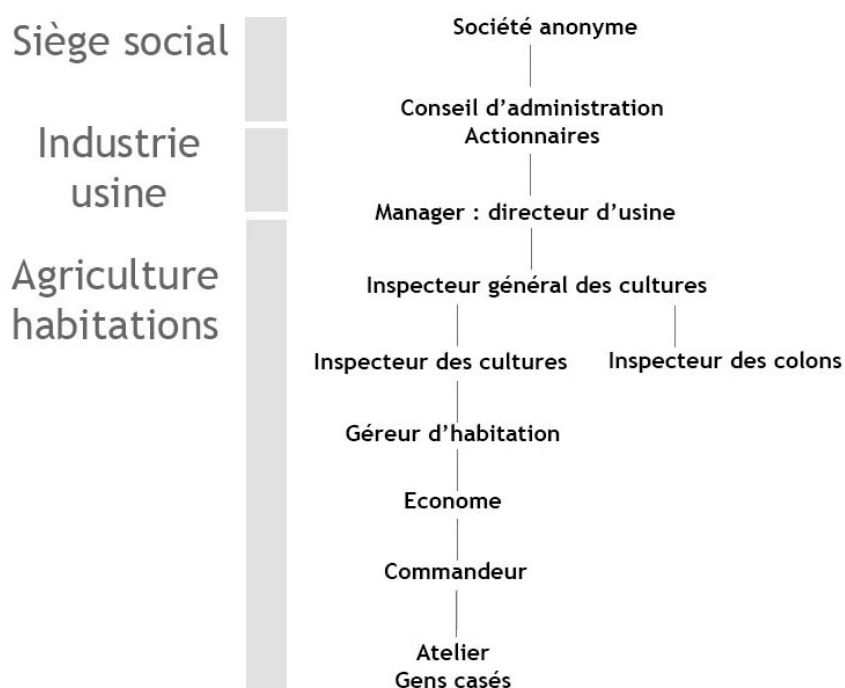 Siège social
Société anonyme
Conseil d'administration
Actionnaires
Industrie
usine
Manager : directeur d'usine
Agriculture
habitations
Inspecteur général des cultures
Inspecteur des cultures
Inspecteur des colons
Géreur d'habitation
Econome
Commandeur
Atelier
Gens casés